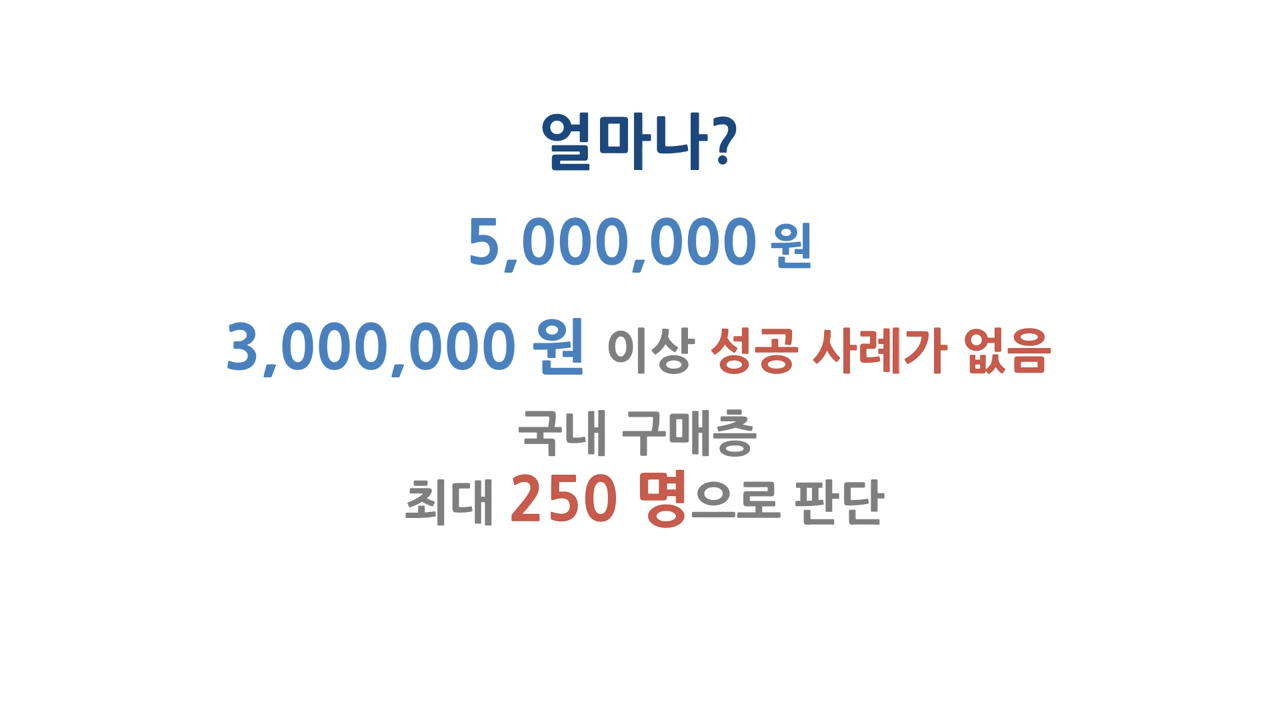 얼마나?
5,000,000 원
3,000,000 원 이상 성공 사례가 없음
국내 구매층
최대 250 명으로 판단